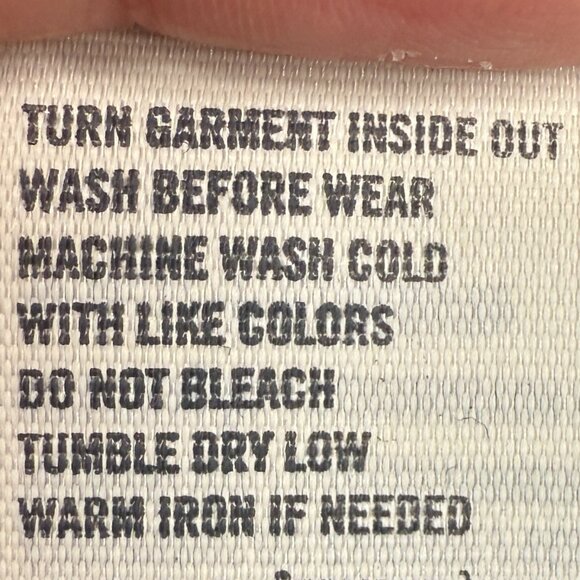 TURN GARMENT INSIDE OUT
WASH BEFORE WEAR
MACHINE WASH COLD
WITH LIKE COLORS
DO NOT BLEACH
TUMBLE DRY LOW
WARM IRON IF NEEDED